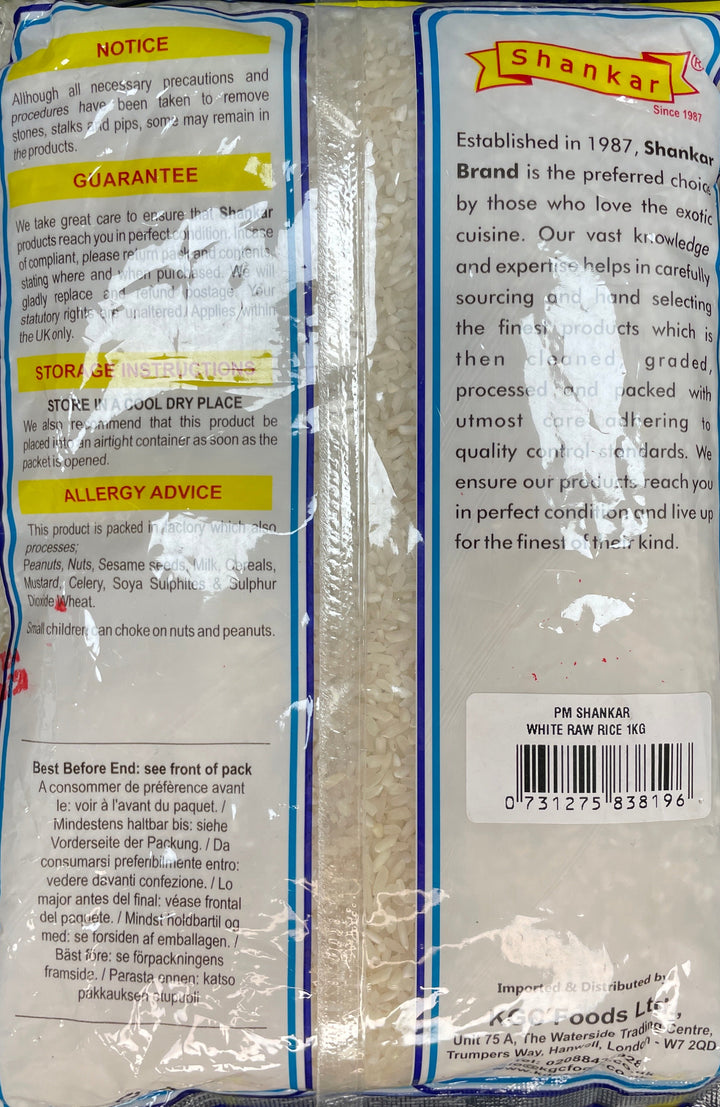 NOTICE
Although all necessary precautions and
procedures have been taken to remove
stones, stalks and pips, some may remain in
the products.
GUARANTEE
We take great care to ensure that Shankar
products reach you in perfect condition. Incase
of compliant, please return pack and contents,
stating where and when purchased. We will
gladly replace and refund postage. Your
statutory rights are unaltered. Applies within
the UK only.
STORAGE INSTRUCTIONS
STORE IN A COOL DRY PLACE
We also recommend that this product be
placed into an airtight container as soon as the
packet is opened.
ALLERGY ADVICE
This product is packed in factory which also
processes;
Peanuts, Nuts, Sesame seeds, Milk, Cereals,
Mustard, Celery, Soya Sulphites & Sulphur
Dioxide Wheat.
Small children can choke on nuts and peanuts.
Best Before End: see front of pack
A consommer de préfèrence avant
le: voir à l'avant du paquet. /
Mindestens haltbar bis: siehe
Vorderseite der Packung. / Da
consumarsi preferibilmente entro:
vedere davanti confezione. / Lo
major antes del final: véase frontal
del paquete. / Mindst holdbartil og
med: se forsiden af emballagen. /
Bäst före: se förpackningens
framsida. / Parasta ennen: katso
pakkauksen etupuoli
Shankar ®
Since 1987
Established in 1987, Shankar
Brand is the preferred choice
by those who love the exotic
cuisine. Our vast knowledge
and expertise helps in carefully
sourcing and hand selecting
the finest products which is
then cleaned, graded,
processed and packed with
utmost care adhering to
quality control standards. We
ensure our products reach you
in perfect condition and live up
for the finest of their kind.
PM SHANKAR
WHITE RAW RICE 1KG
0 731275 838196
Imported & Distributed by
KGC Foods Ltd.,
Unit 75 A, The Waterside Trading Centre,
Trumpers Way, Hanwell, London - W7 2QD